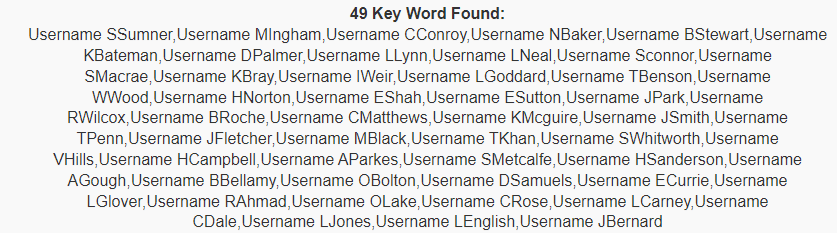 49 Key Word Found:
Username SSumner,Username MIngham,Username CConroy,Username NBaker,Username BStewart,Username
KBateman,Username DPalmer,Username LLynn,Username LNeal,Username Sconnor,Username
SMacrae,Username KBray,Username IWeir,Username LGoddard,Username TBenson,Username
WWood,Username HNorton,Username EShah,Username ESutton,Username JPark,Username
RWilcox,Username BRoche,Username CMatthews,Username KMcguire,Username JSmith,Username
TPenn,Username JFletcher,Username MBlack,Username TKhan,Username SWhitworth,Username
VHills,Username HCampbell,Username AParkes,Username SMetcalfe,Username HSanderson,Username
AGough,Username BBellamy,Username OBolton,Username DSamuels,Username ECurrie,Username
LGlover,Username RAhmad,Username OLake,Username CRose,Username LCarney,Username
CDale,Username LJones,Username LEnglish,Username JBernard